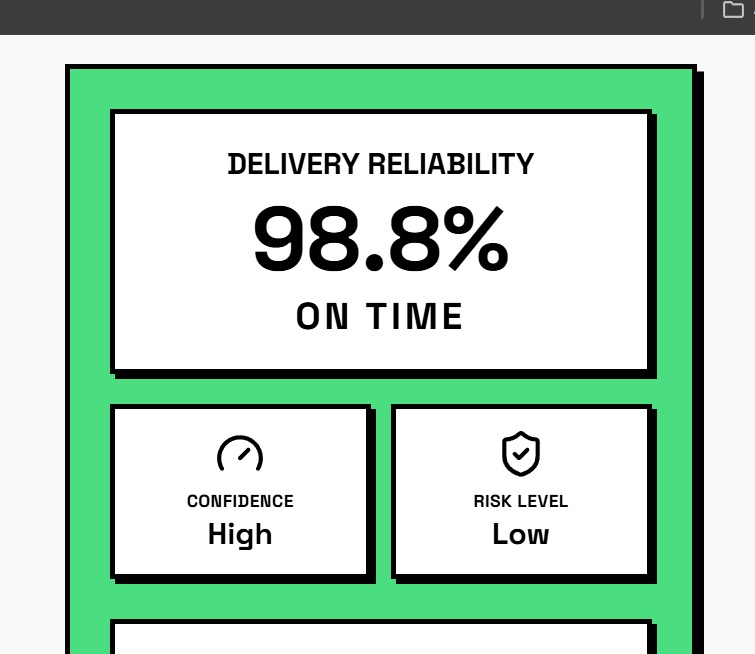 DELIVERY RELIABILITY
98.8%
ON TIME
CONFIDENCE
High
RISK LEVEL
Low